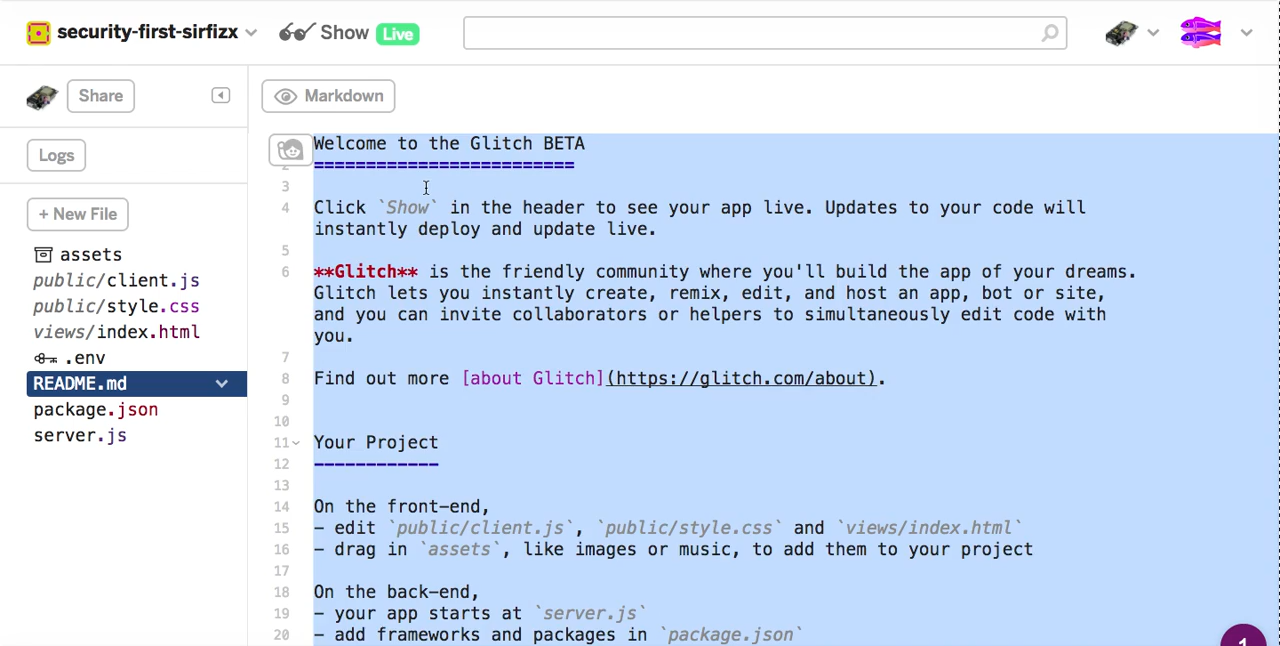 security-first-sirfizx Show Live
Share
Markdown
Logs
+ New File
assets
public/client.js
public/style.css
views/index.html
.env
README.md
package.json
server.js
Welcome to the Glitch BETA
2 =========================
3
4 Click `Show` in the header to see your app live. Updates to your code will
instantly deploy and update live.
5
6 **Glitch** is the friendly community where you'll build the app of your dreams.
Glitch lets you instantly create, remix, edit, and host an app, bot or site,
and you can invite collaborators or helpers to simultaneously edit code with
you.
7
8 Find out more [about Glitch](https://glitch.com/about).
9
10
11 Your Project
12 ------------
13
14 On the front-end,
15 - edit `public/client.js`, `public/style.css` and `views/index.html`
16 - drag in `assets`, like images or music, to add them to your project
17
18 On the back-end,
19 - your app starts at `server.js`
20 - add frameworks and packages in `package.json`
1